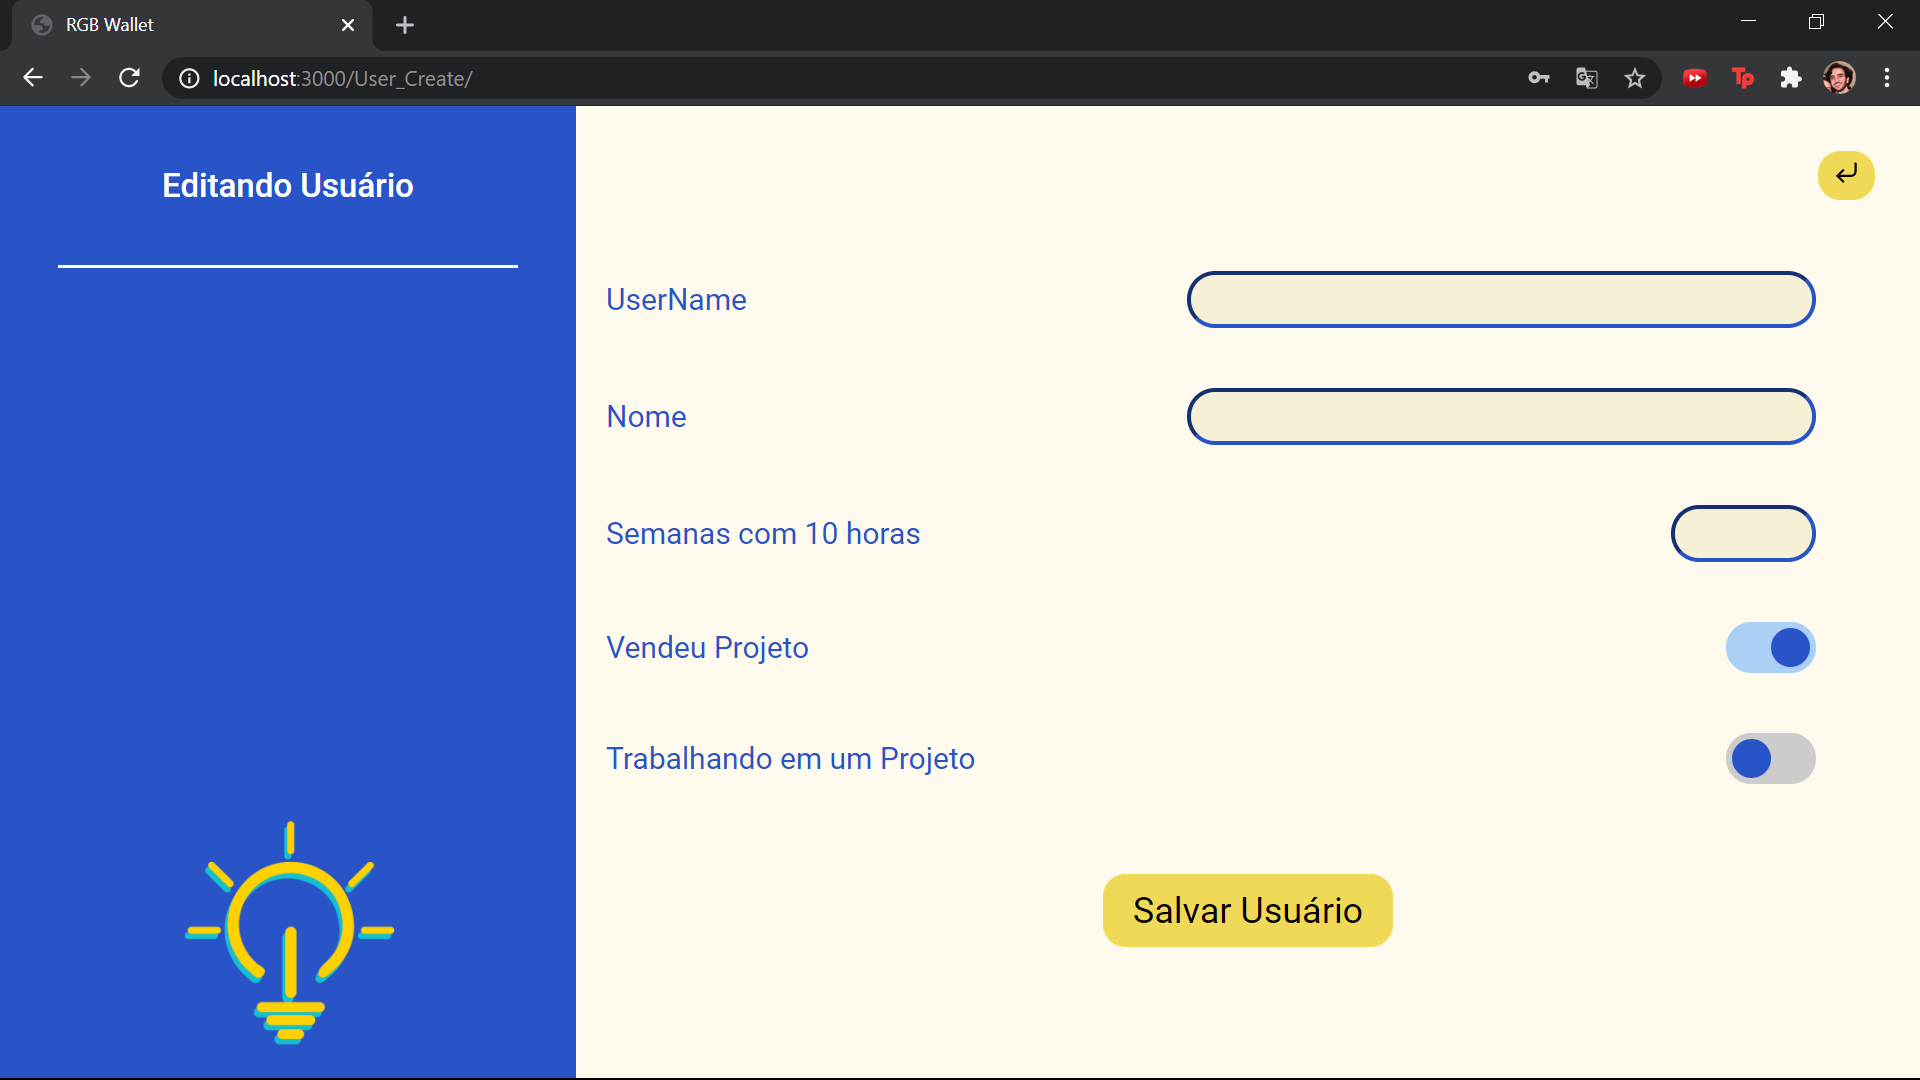 RGB Wallet
localhost:3000/User_Create/
Tp
Editando Usuário
UserName
Nome
Semanas com 10 horas
Vendeu Projeto
Trabalhando em um Projeto
Salvar Usuário